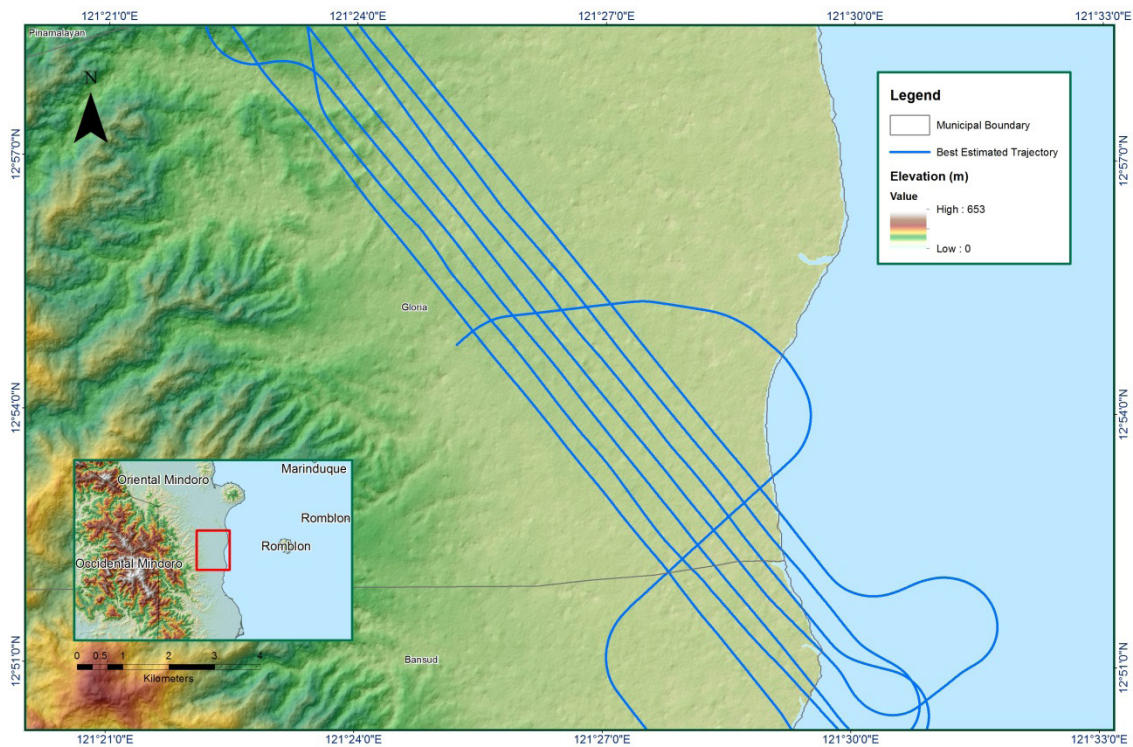 121°21'0"E
121°24'0"E
121°27'0"E
121°30'0"E
121°33'0"E
Pinamalayan
N
Legend
Municipal Boundary
Best Estimated Trajectory
Elevation (m)
Value
High : 653
Low : 0
12°57'0"N
12°57'0"N
Gloria
12°54'0"N
12°54'0"N
Marinduque
Oriental Mindoro
Romblon
Romblon
Occidental Mindoro
12°51'0"N
12°51'0"N
Bansud
0 0.5 1 2 3 4
Kilometers
121°21'0"E
121°24'0"E
121°27'0"E
121°30'0"E
121°33'0"E